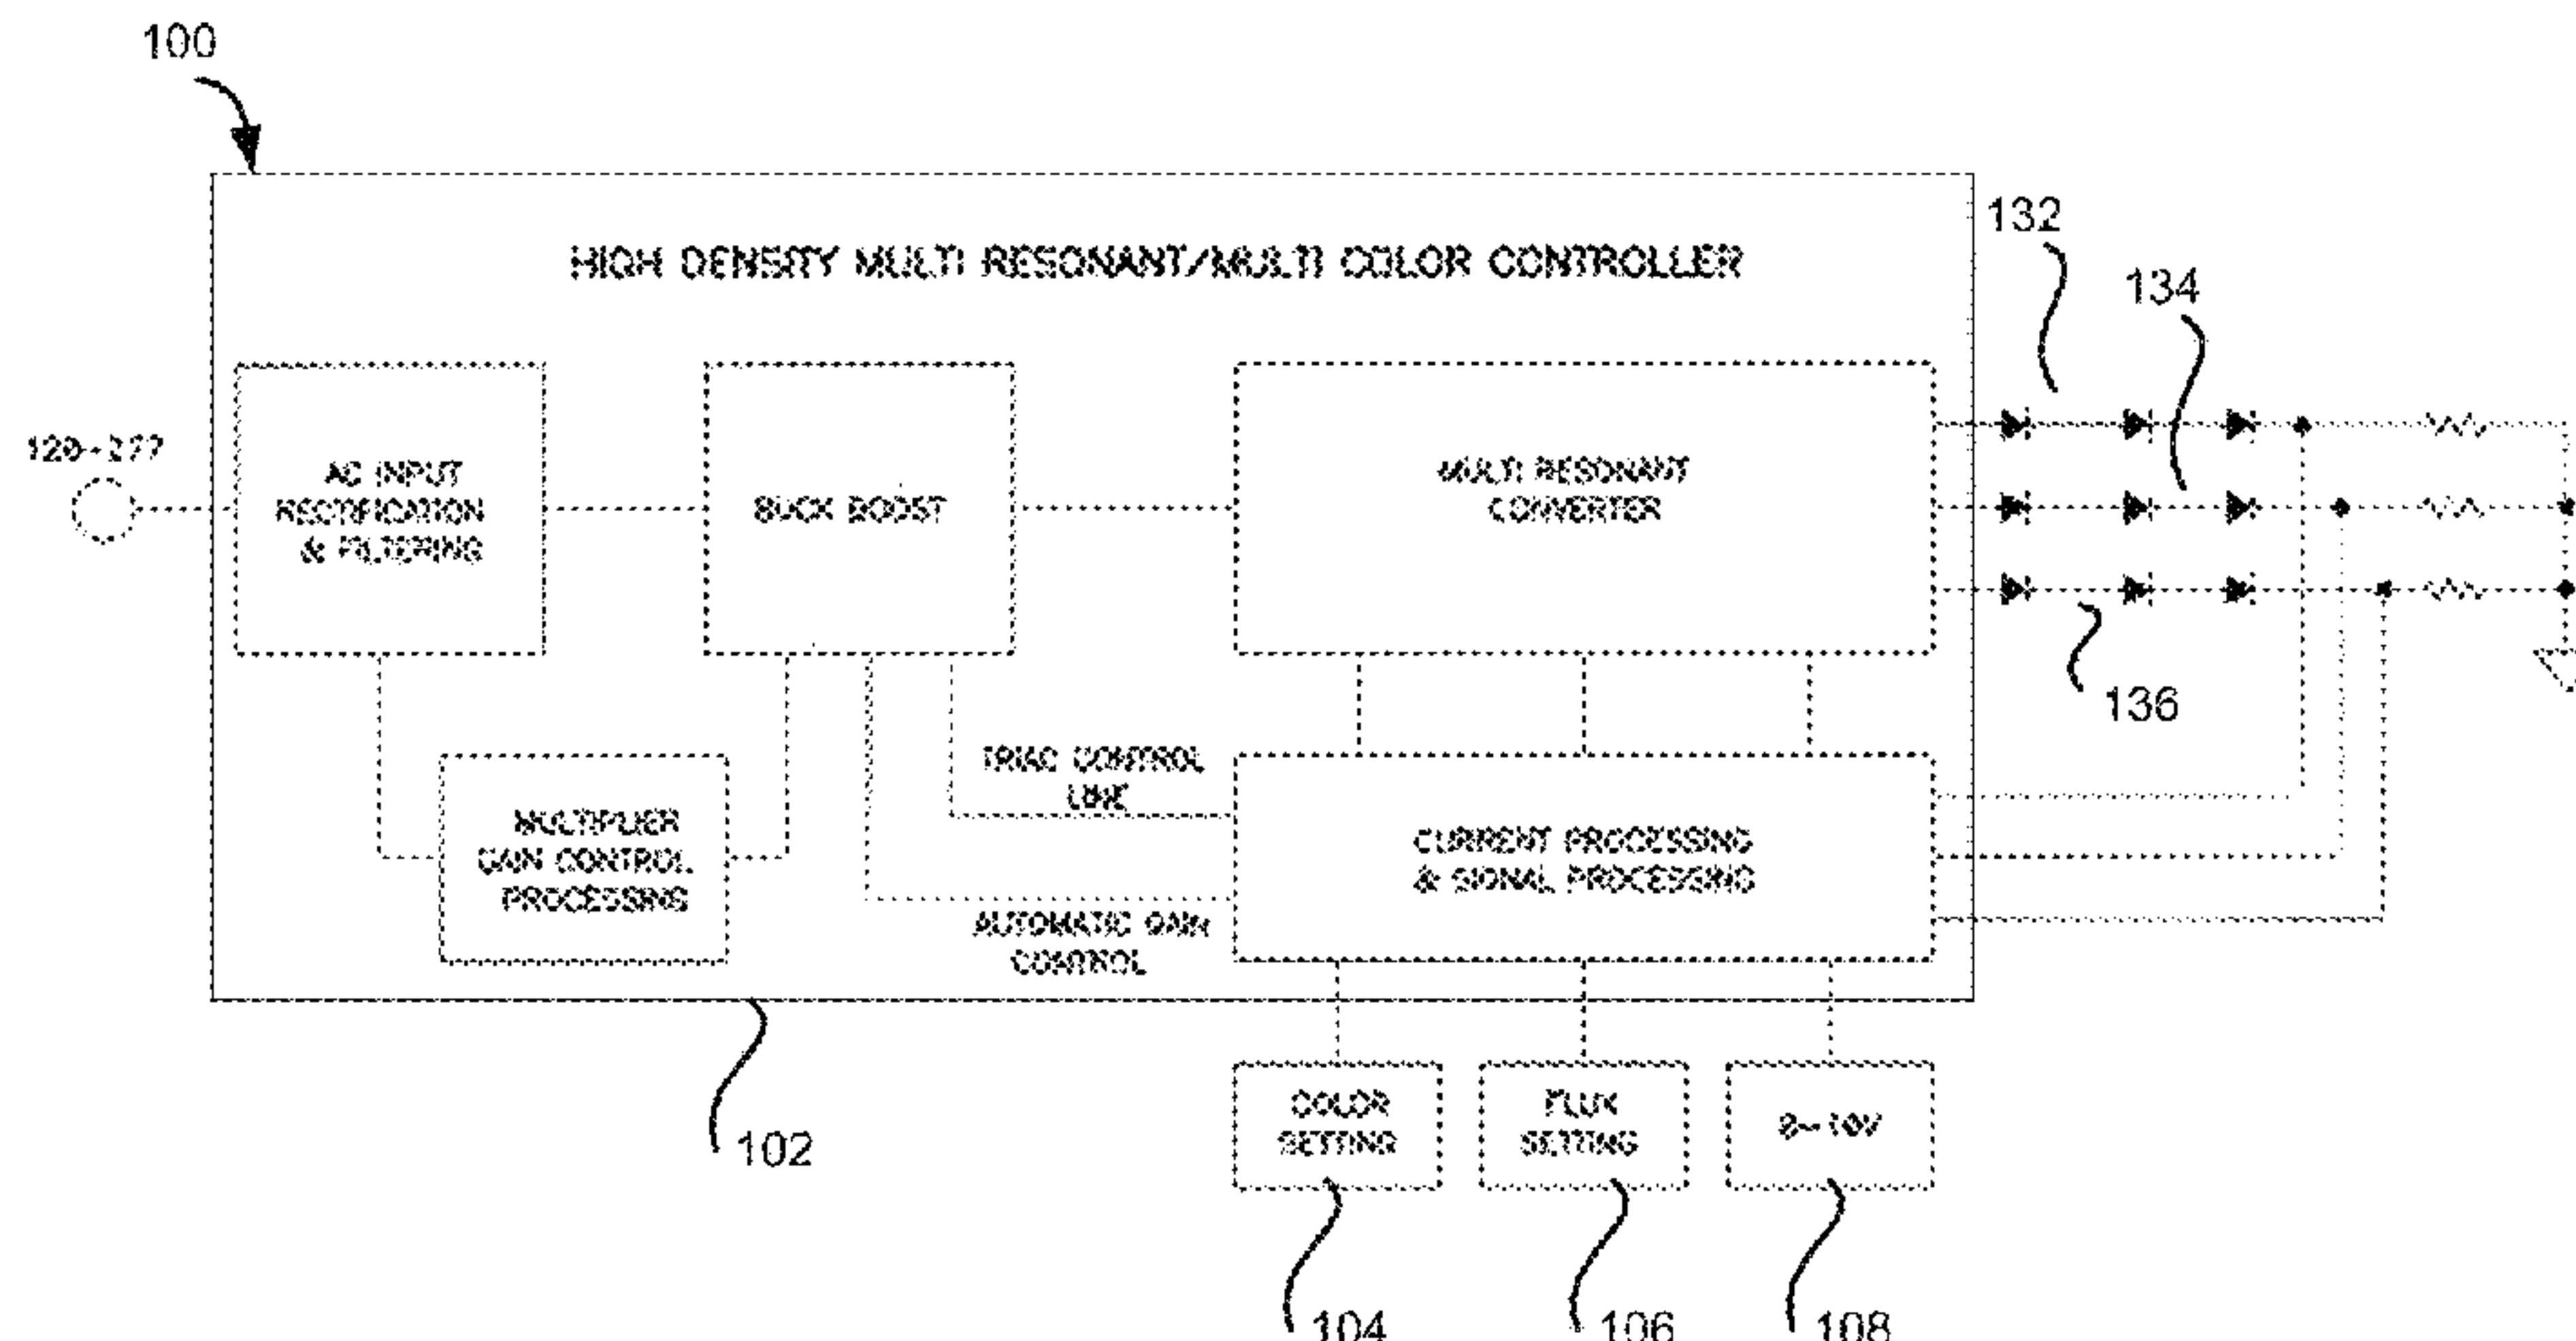 100
HIGH DENSITY MULTI RESONANT/MULTI COLOR CONTROLLER
132
134
120-277
AC INPUT
RECTIFICATION
& FILTERING
BUCK BOOST
MULTI RESONANT
CONVERTER
136
TRIAC CONTROL
LINE
MULTIPLIER
GAIN CONTROL
PROCESSING
CURRENT PROCESSING
& SIGNAL PROCESSING
AUTOMATIC GAIN
CONTROL
102
COLOR
SETTING
FLUX
SETTING
0-10V
104
106
108